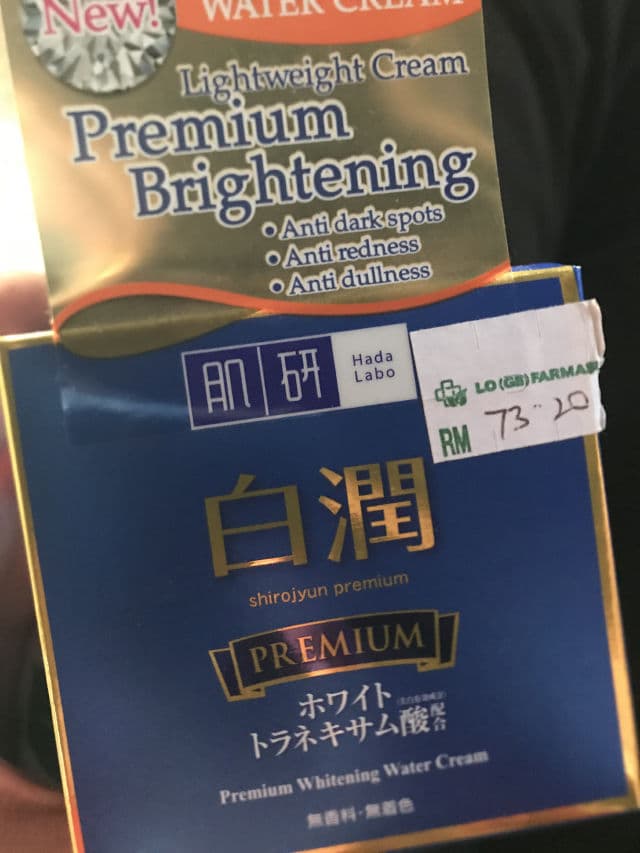 New!
WATER CREAM
Lightweight Cream
Premium
Brightening
• Anti dark spots
• Anti redness
• Anti dullness
肌研
Hada
Labo
LO (GB) FARMASI
RM 73.20
白潤
shirojyun premium
PREMIUM
ホワイト
トラネキサム酸配合
Premium Whitening Water Cream
無香料・無着色